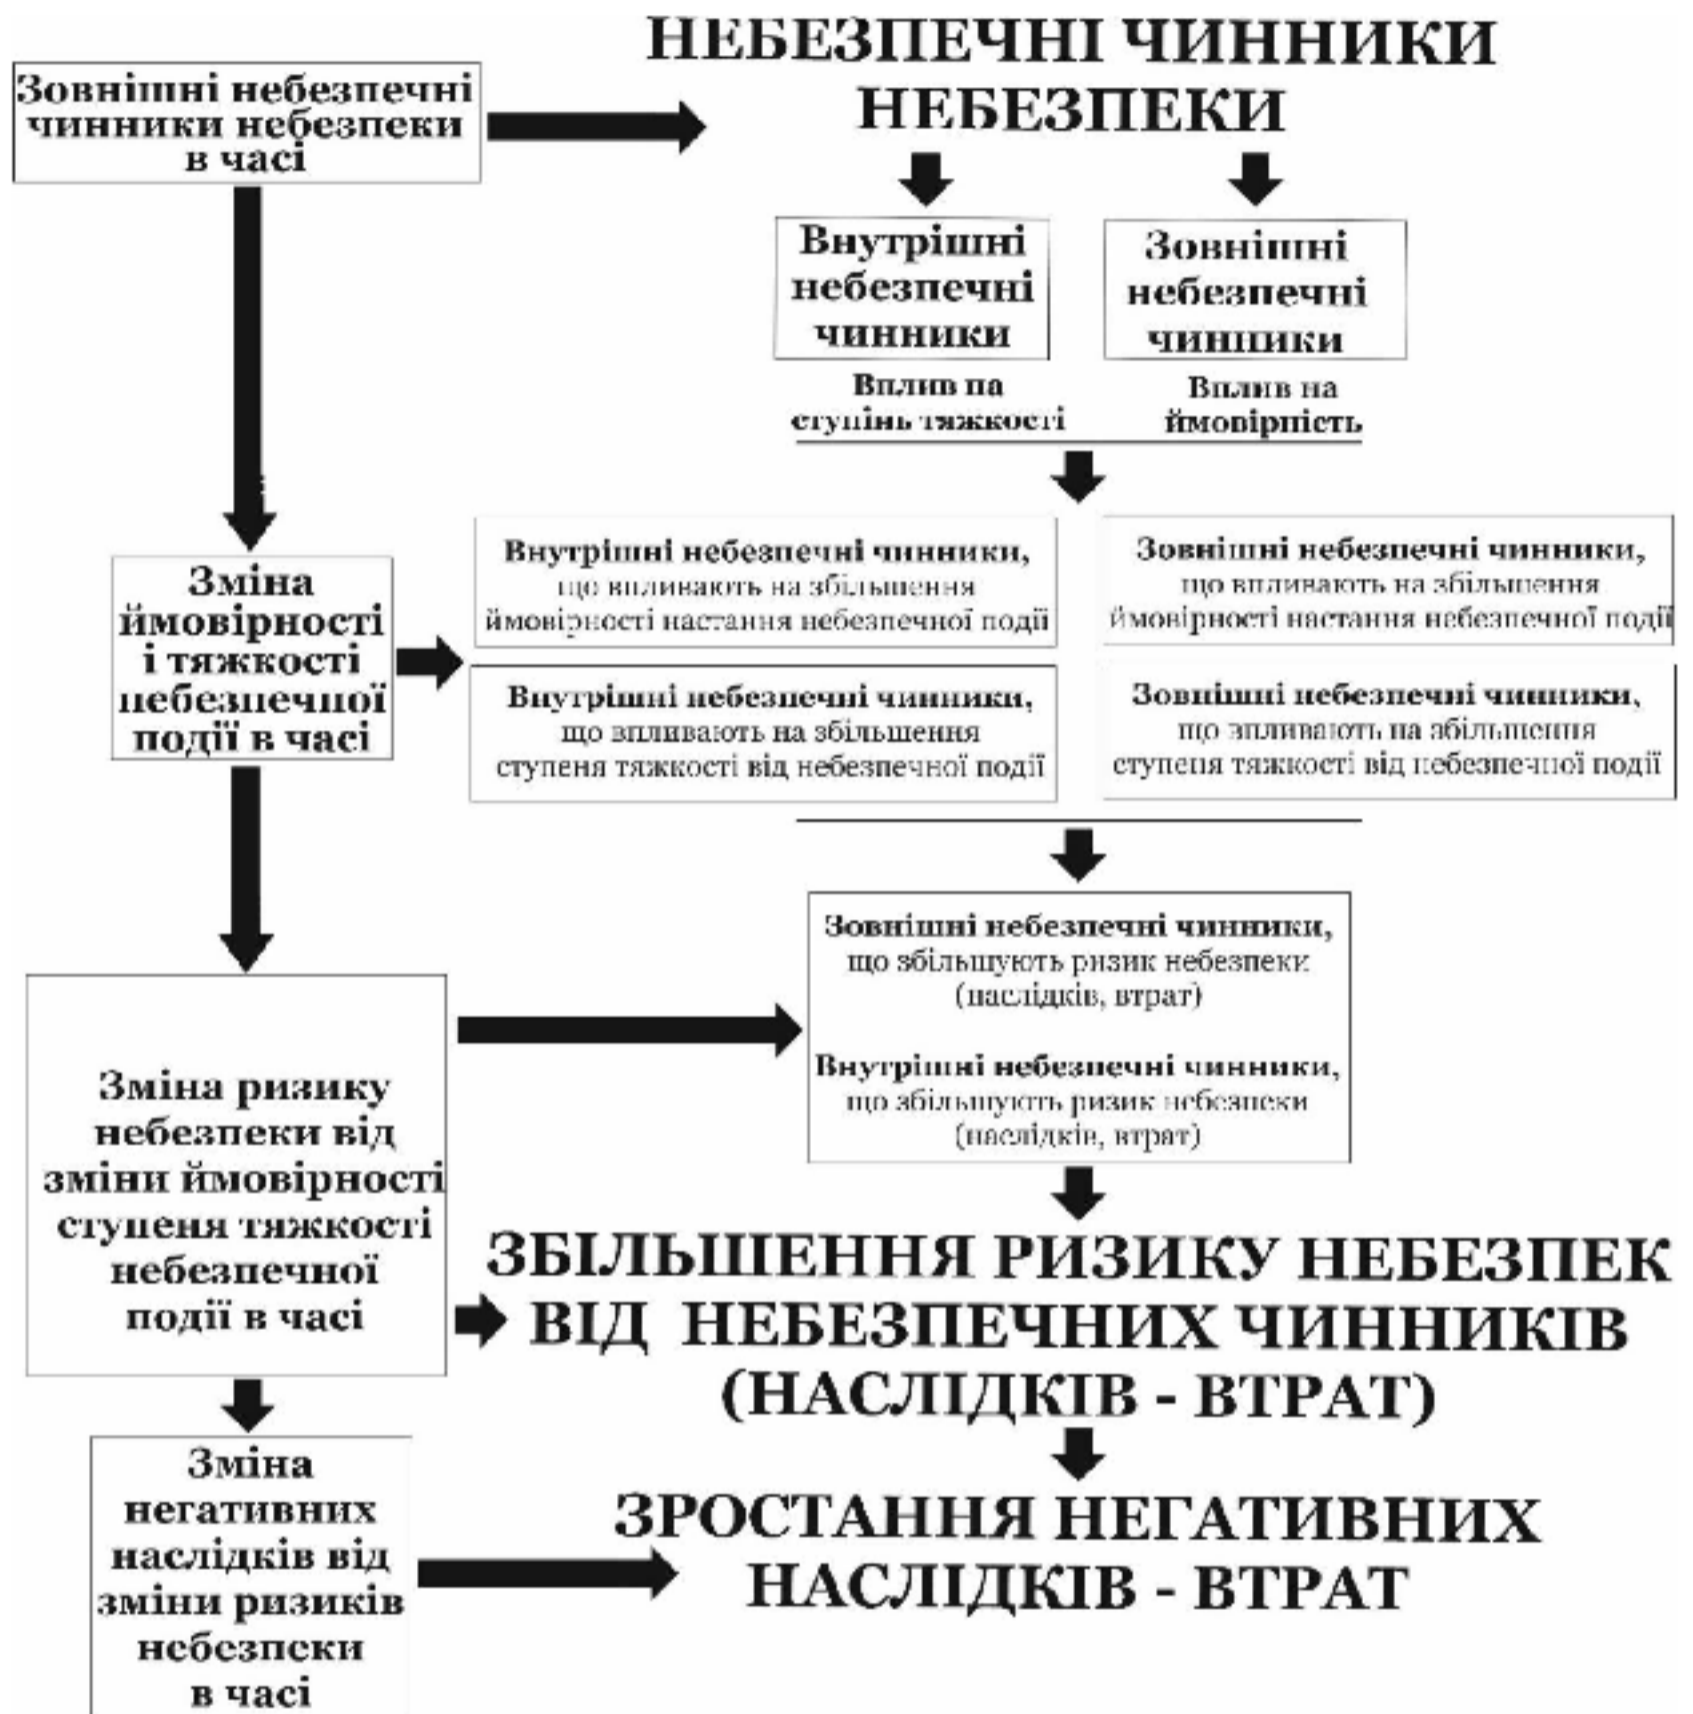 НЕБЕЗПЕЧНІ ЧИННИКИ
НЕБЕЗПЕКИ
Зовнішні небезпечні
чинники небезпеки
в часі
Внутрішні
небезпечні
чинники
Зовнішні
небезпечні
чинники
Вплив на
ступінь тяжкості
Вплив на
ймовірність
Зміна
ймовірності
і тяжкості
небезпечної
події в часі
Внутрішні небезпечні чинники,
що впливають на збільшення
ймовірності настання небезпечної події
Зовнішні небезпечні чинники,
що впливають на збільшення
ймовірності настання небезпечної події
Внутрішні небезпечні чинники,
що впливають на збільшення
ступеня тяжкості від небезпечної події
Зовнішні небезпечні чинники,
що впливають на збільшення
ступеня тяжкості від небезпечної події
Зовнішні небезпечні чинники,
що збільшують ризик небезпеки
(наслідків, втрат)
Внутрішні небезпечні чинники,
що збільшують ризик небезпеки
(наслідків, втрат)
Зміна ризику
небезпеки від
зміни ймовірності
ступеня тяжкості
небезпечної
події в часі
ЗБІЛЬШЕННЯ РИЗИКУ НЕБЕЗПЕК
ВІД НЕБЕЗПЕЧНИХ ЧИННИКІВ
(НАСЛІДКІВ - ВТРАТ)
Зміна
негативних
наслідків від
зміни ризиків
небезпеки
в часі
ЗРОСТАННЯ НЕГАТИВНИХ
НАСЛІДКІВ - ВТРАТ